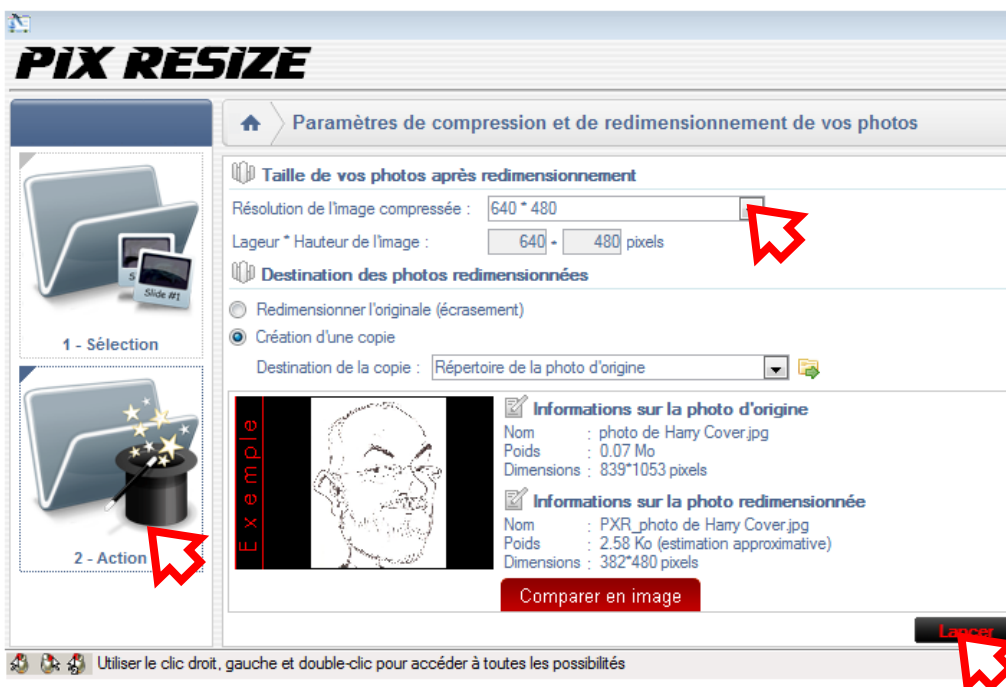 PIX RESIZE
Paramètres de compression et de redimensionnement de vos photos
Taille de vos photos après redimensionnement
Résolution de l'image compressée : 640 * 480
Lageur * Hauteur de l'image : 640 * 480 pixels
Destination des photos redimensionnées
Redimensionner l'originale (écrasement)
Création d'une copie
Destination de la copie : Répertoire de la photo d'origine
Slide #1
1 - Sélection
2 - Action
Exemple
Informations sur la photo d'origine
Nom : photo de Harry Cover.jpg
Poids : 0.07 Mo
Dimensions : 839*1053 pixels
Informations sur la photo redimensionnée
Nom : PXR_photo de Harry Cover.jpg
Poids : 2.58 Ko (estimation approximative)
Dimensions : 382*480 pixels
Comparer en image
Lancer
Utiliser le clic droit, gauche et double-clic pour accéder à toutes les possibilités